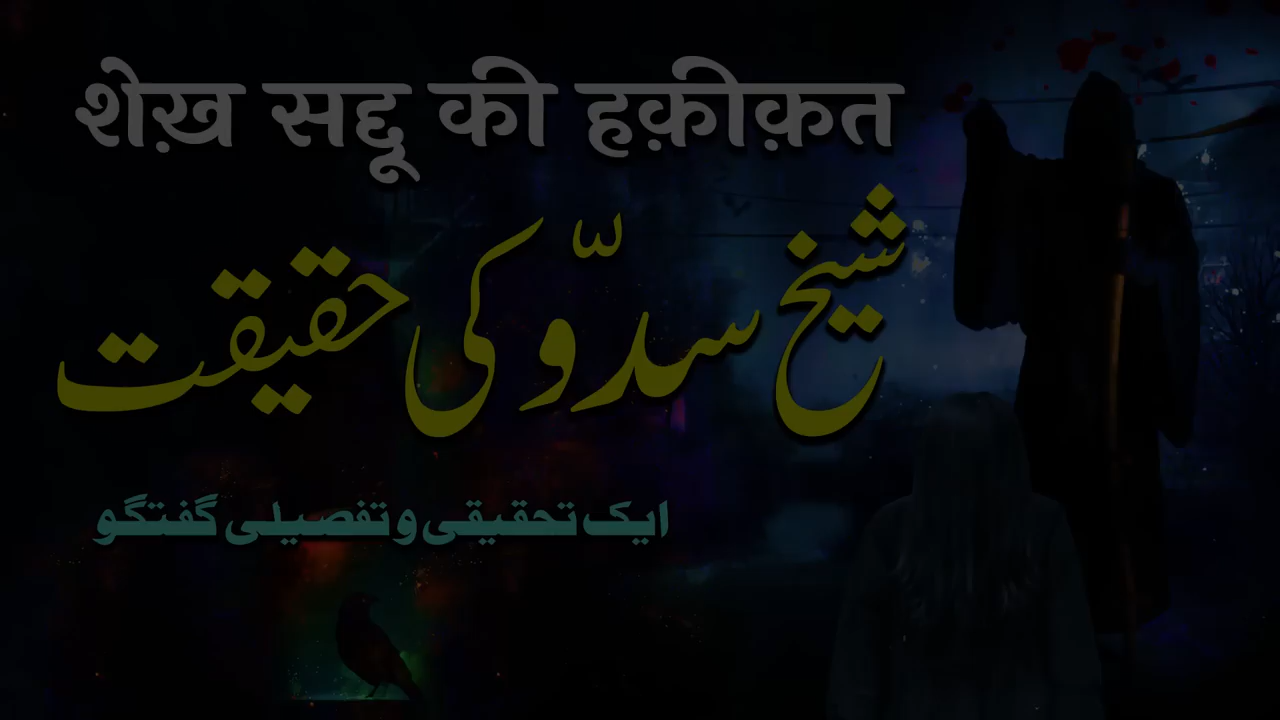 शेख़ सद्दू की हक़ीक़त
شیخ سدّو کی حقیقت
ایک تحقیقی و تفصیلی گفتگو